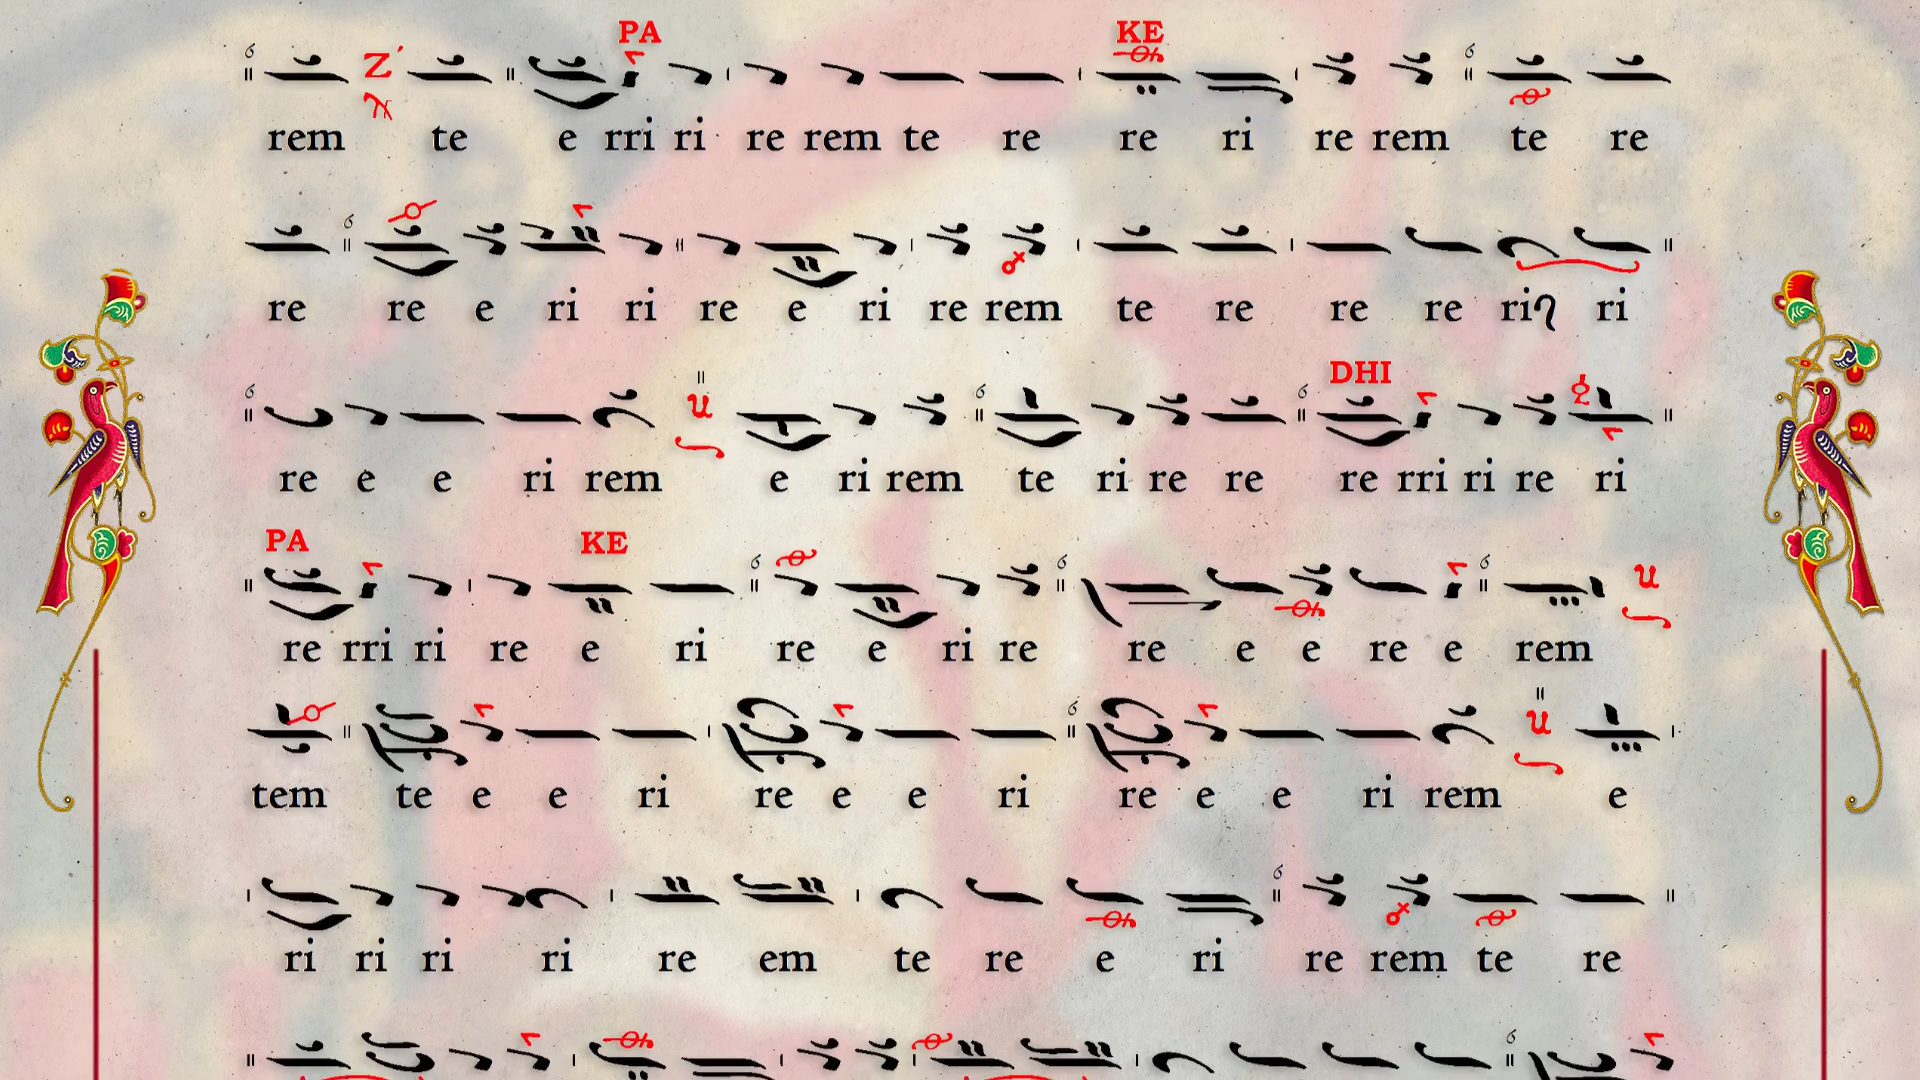 PA KE
Z´
rem te e rri ri re rem te re re ri re rem te re
re re e ri ri re e ri re rem te re re re ri ri
DHI
re e e ri rem e ri rem te ri re re re rri ri re ri
PA KE
re rri ri re e ri re e ri re re e e re e rem
tem te e e ri re e e ri re e e ri rem e
ri ri ri ri re em te re e ri re rem te re